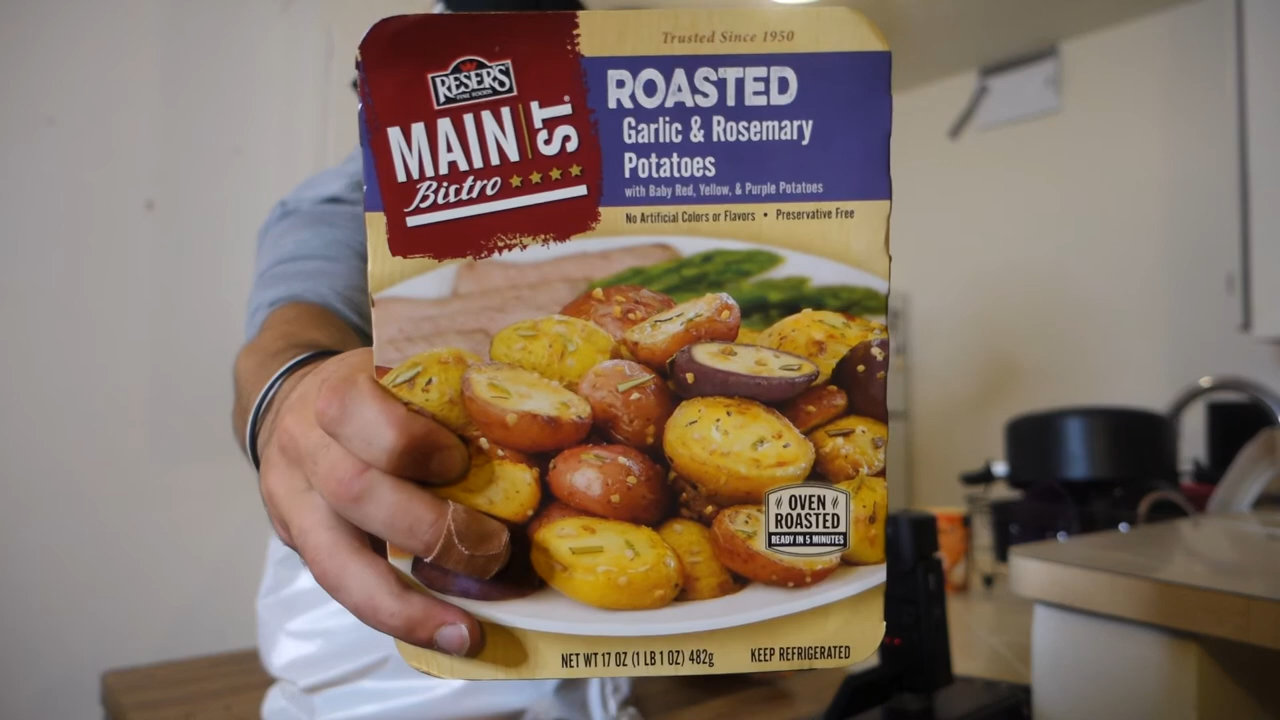 Trusted Since 1950
RESER'S
FINE FOODS
MAIN ST.
Bistro
ROASTED
Garlic & Rosemary
Potatoes
with Baby Red, Yellow, & Purple Potatoes
No Artificial Colors or Flavors • Preservative Free
OVEN
ROASTED
READY IN 5 MINUTES
NET WT 17 OZ (1 LB 1 OZ) 482g
KEEP REFRIGERATED